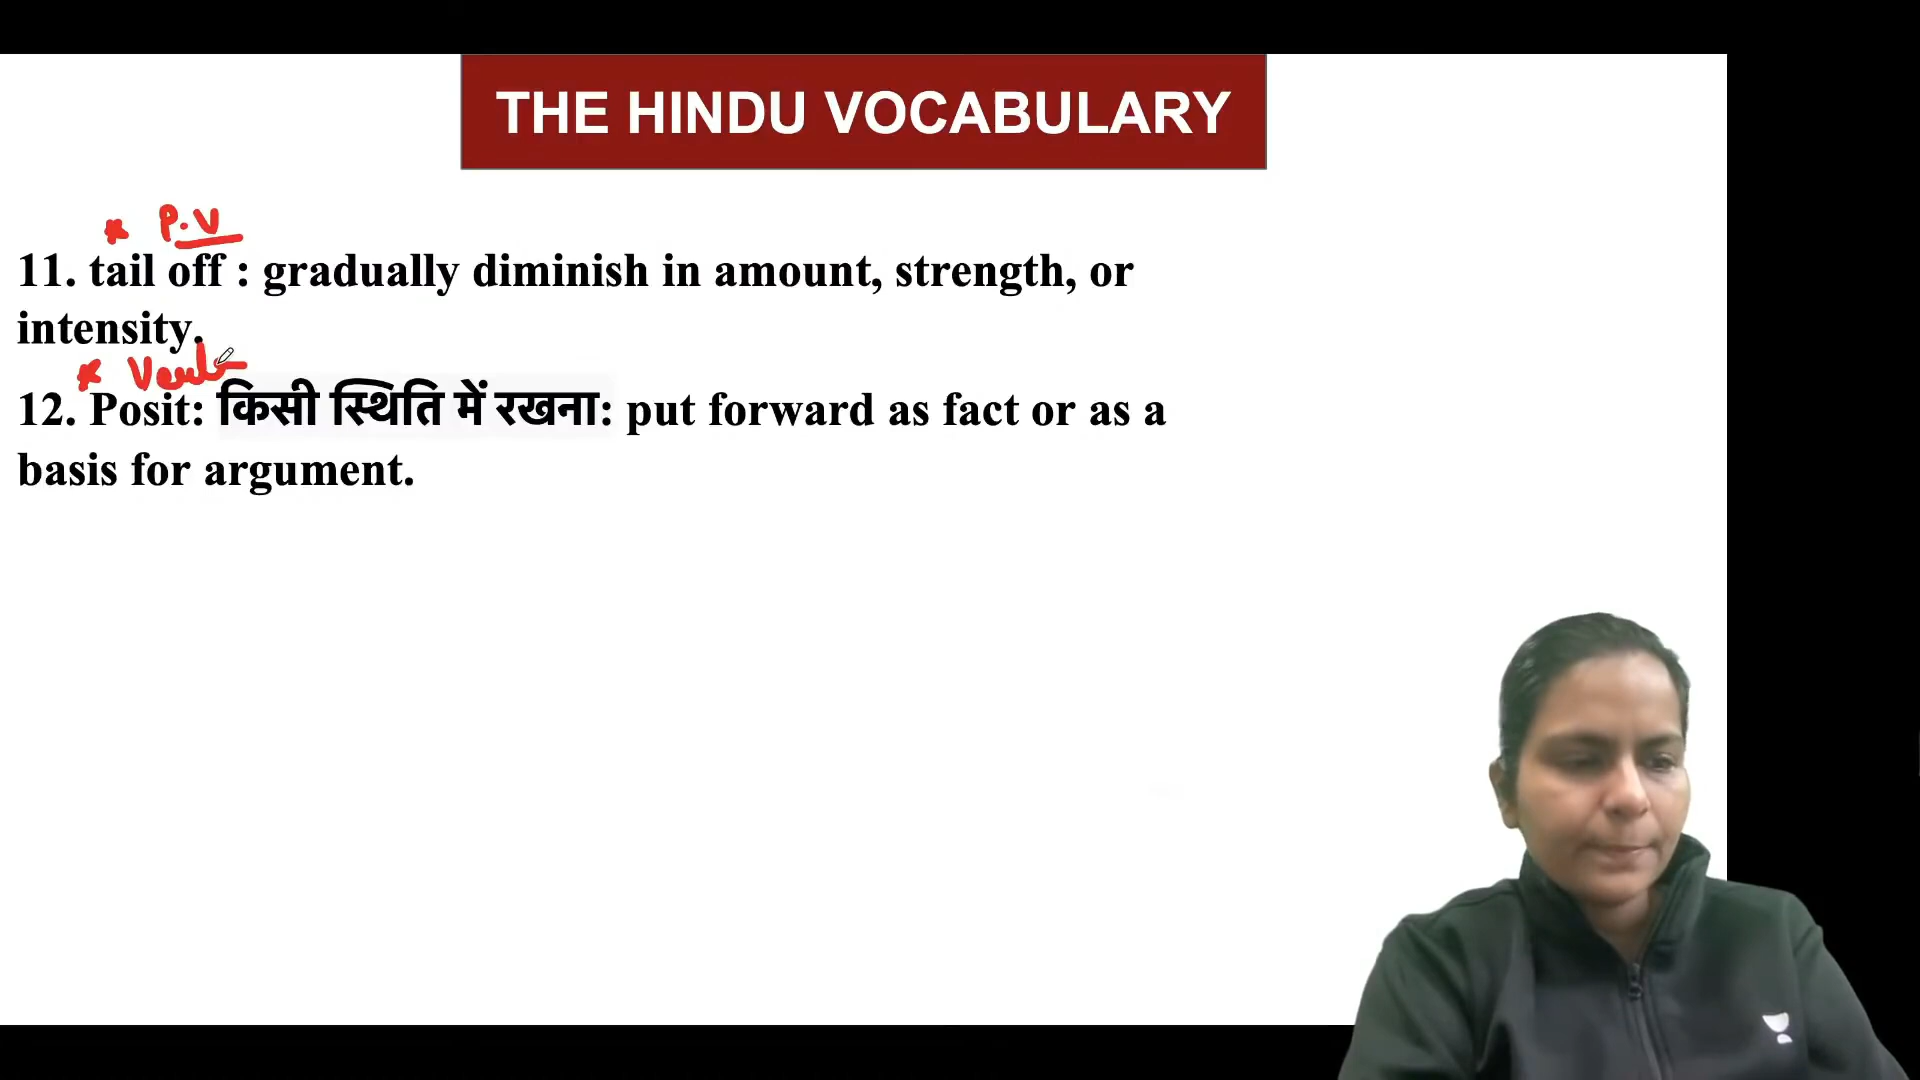 THE HINDU VOCABULARY
* P.V
11. tail off : gradually diminish in amount, strength, or
intensity.
* Verb
12. Posit: किसी स्थिति में रखना: put forward as fact or as a
basis for argument.